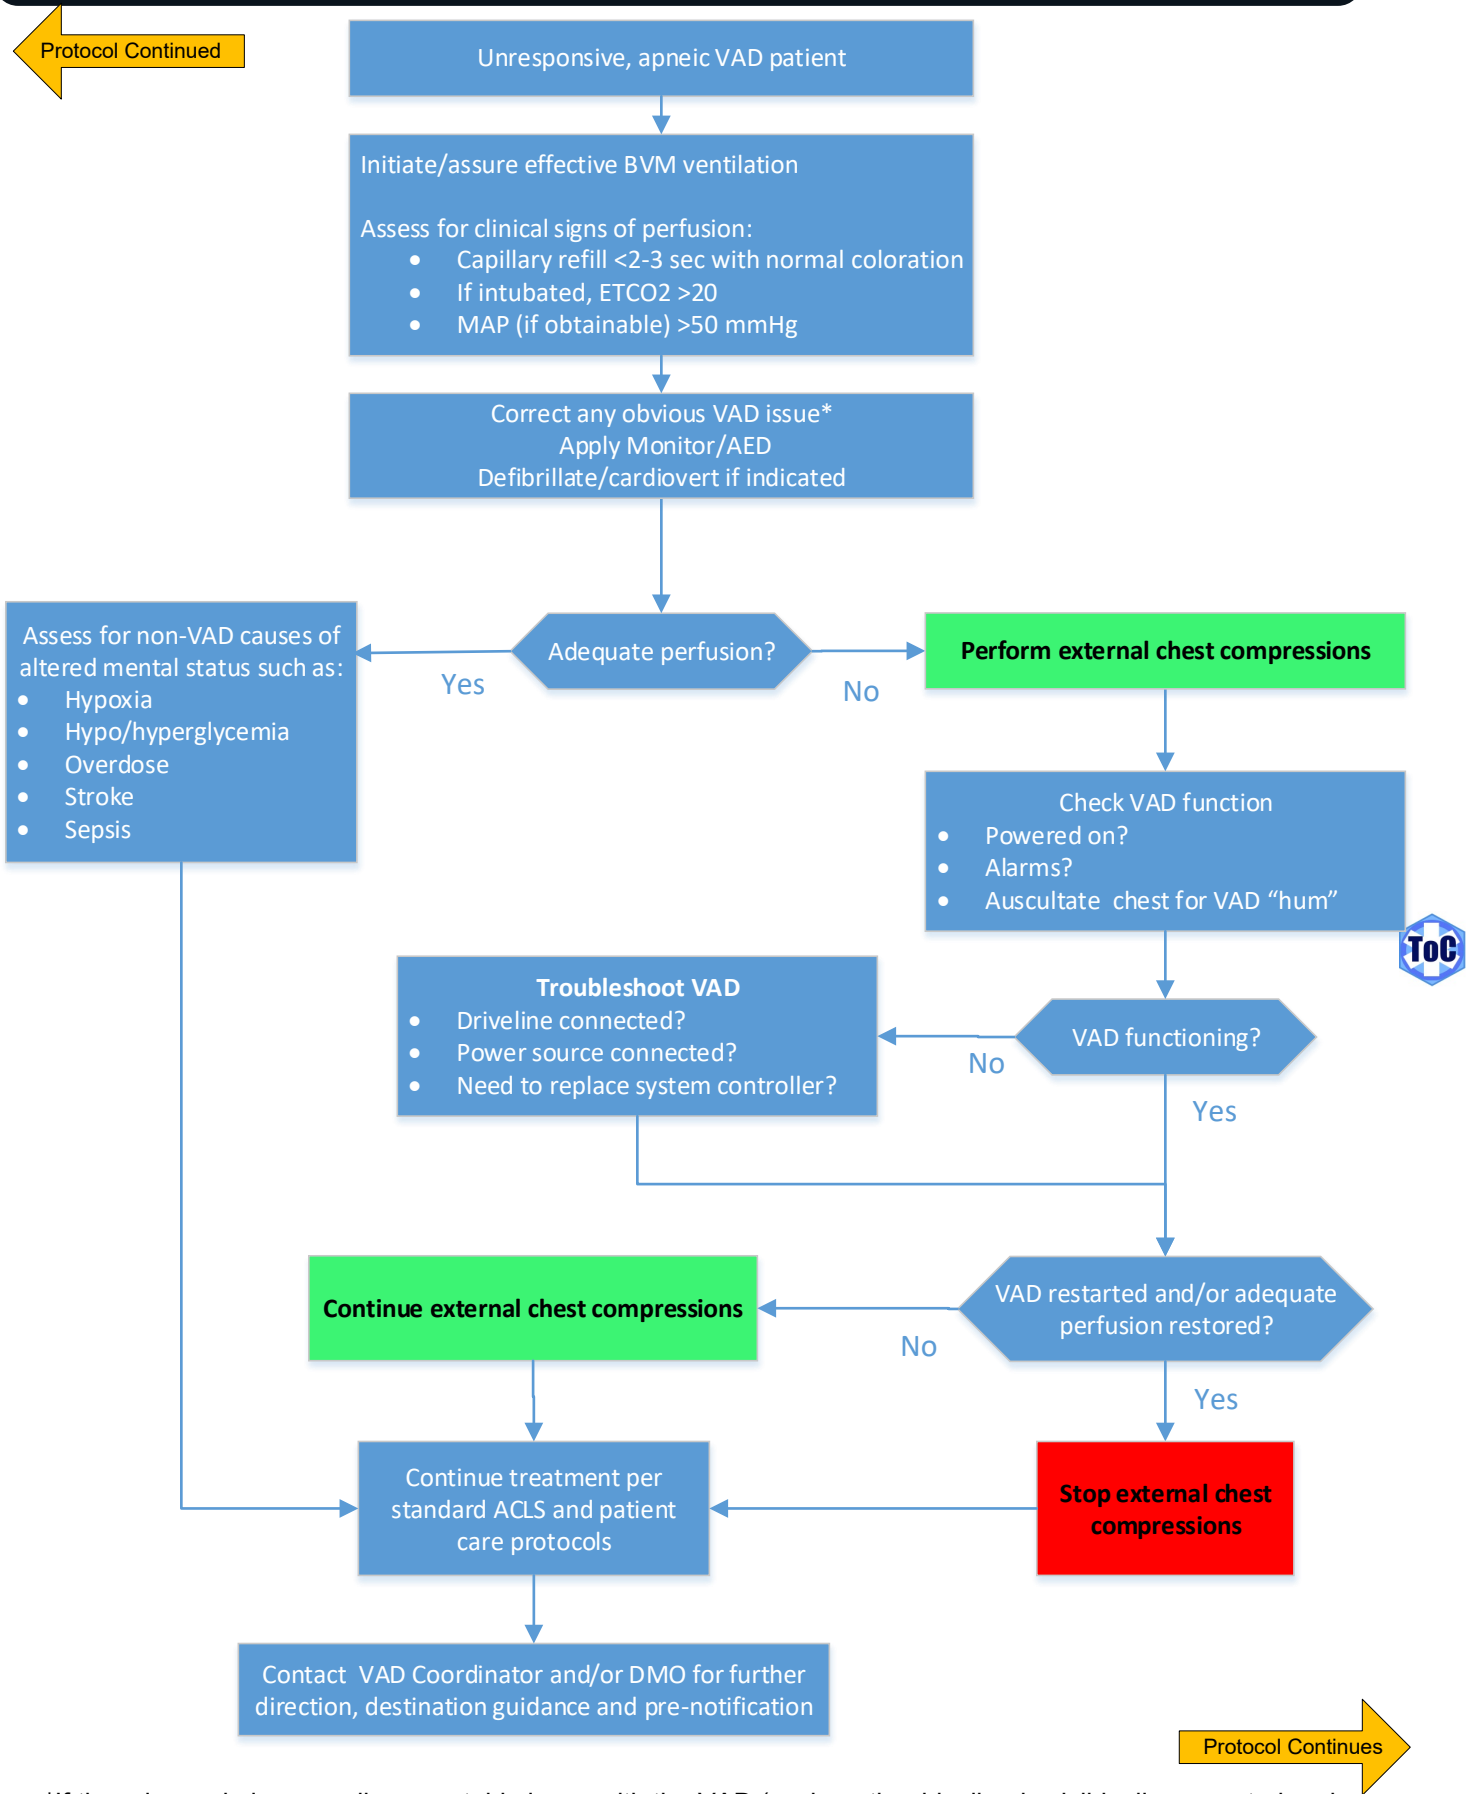 Protocol Continued
Unresponsive, apneic VAD patient
Initiate/assure effective BVM ventilation
Assess for clinical signs of perfusion:
• Capillary refill <2-3 sec with normal coloration
• If intubated, ETCO2 >20
• MAP (if obtainable) >50 mmHg
Correct any obvious VAD issue*
Apply Monitor/AED
Defibrillate/cardiovert if indicated
Adequate perfusion?
Yes
No
Assess for non-VAD causes of
altered mental status such as:
• Hypoxia
• Hypo/hyperglycemia
• Overdose
• Stroke
• Sepsis
Perform external chest compressions
Check VAD function
• Powered on?
• Alarms?
• Auscultate chest for VAD “hum”
ToC
VAD functioning?
No
Yes
Troubleshoot VAD
• Driveline connected?
• Power source connected?
• Need to replace system controller?
VAD restarted and/or adequate
perfusion restored?
No
Yes
Continue external chest compressions
Stop external chest
compressions
Continue treatment per
standard ACLS and patient
care protocols
Contact VAD Coordinator and/or DMO for further
direction, destination guidance and pre-notification
Protocol Continues